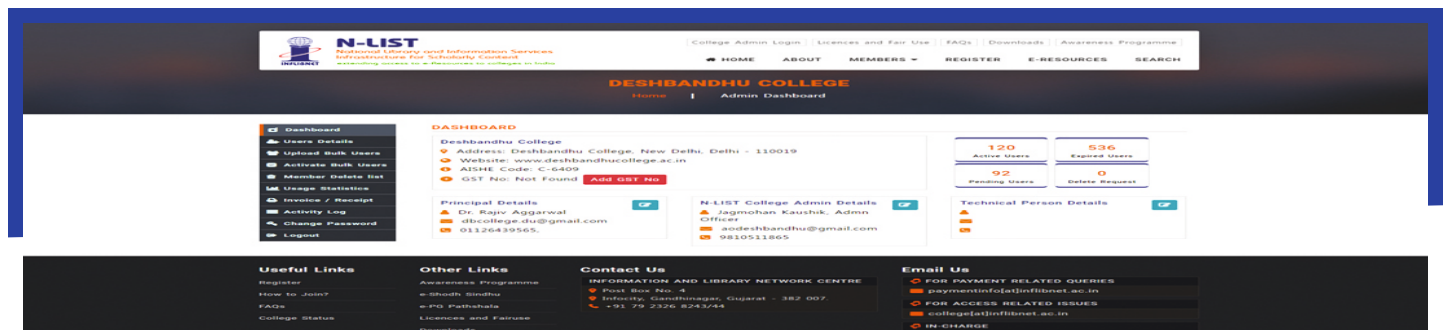 N-LIST
National Library and Information Services
Infrastructure for Scholarly Content
extending access to e-Resources to colleges in India
INFLIBNET
College Admin Login | Licences and Fair Use | FAQs | Downloads | Awareness Programme
HOME ABOUT MEMBERS REGISTER E-RESOURCES SEARCH
DESHBANDHU COLLEGE
Home | Admin Dashboard
Dashboard
Users Details
Upload Bulk Users
Activate Bulk Users
Member Delete list
Usage Statistics
Invoice / Receipt
Activity Log
Change Password
Logout
DASHBOARD
Deshbandhu College
Address: Deshbandhu College, New Delhi, Delhi - 110019
Website: www.deshbandhucollege.ac.in
AISHE Code: C-6409
GST No: Not Found Add GST No
120
Active Users
536
Expired Users
92
Pending Users
0
Delete Request
Principal Details
Dr. Rajiv Aggarwal
dbcollege.du@gmail.com
01126439565,
N-LIST College Admin Details
Jagmohan Kaushik, Admn
Officer
aodeshbandhu@gmail.com
9810511865
Technical Person Details
Useful Links
Register
How to Join?
FAQs
College Status
Other Links
Awareness Programme
e-Shodh Sindhu
e-PG Pathshala
Licences and Fairuse
Downloads
Contact Us
INFORMATION AND LIBRARY NETWORK CENTRE
Post Box No. 4
Infocity, Gandhinagar, Gujarat - 382 007.
+91 79 2326 8243/44
Email Us
FOR PAYMENT RELATED QUERIES
paymentinfo[at]inflibnet.ac.in
FOR ACCESS RELATED ISSUES
college[at]inflibnet.ac.in
IN-CHARGE